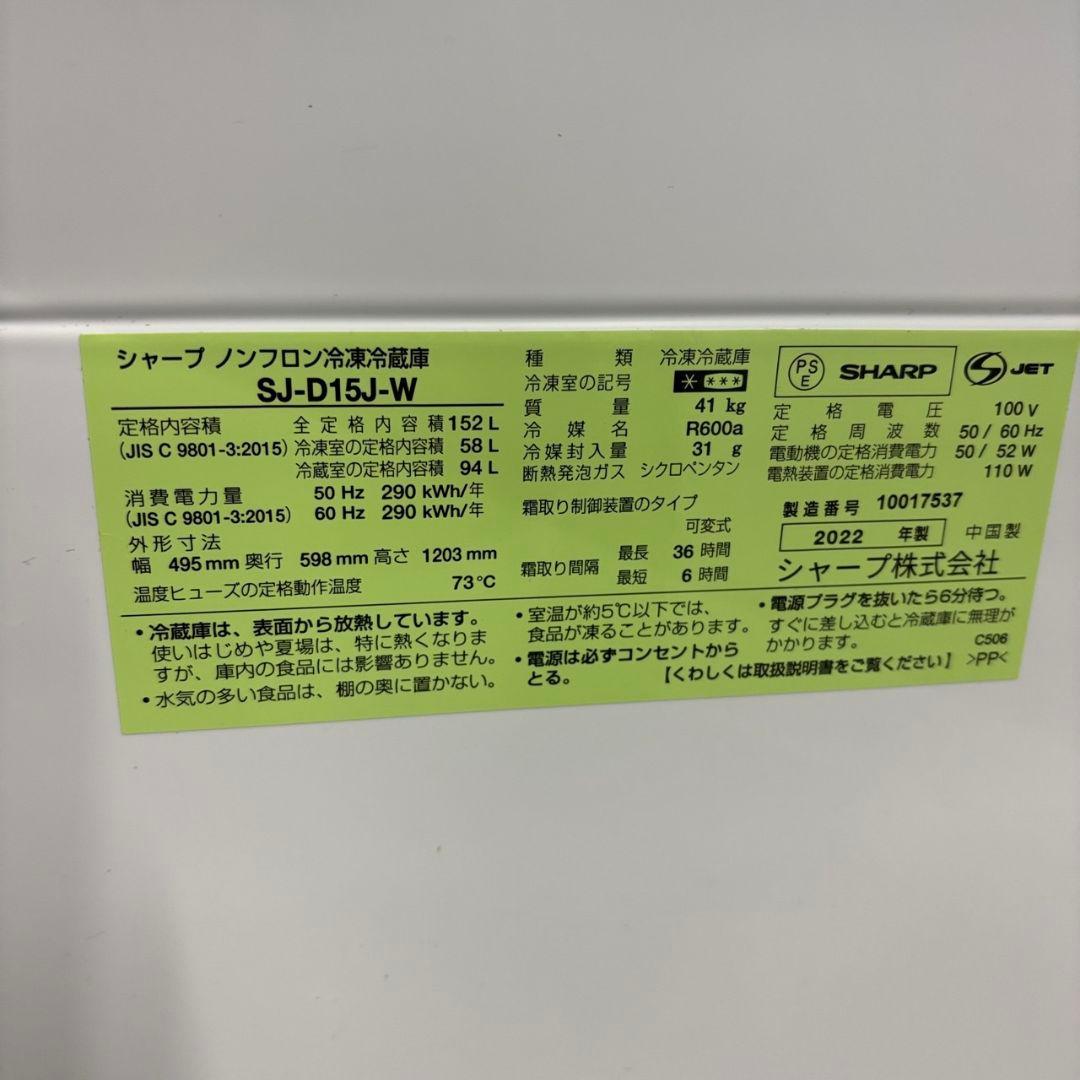 シャープ ノンフロン冷凍冷蔵庫
SJ-D15J-W
定格内容積 全定格内容積 152 L
(JIS C 9801-3:2015) 冷凍室の定格内容積 58 L
冷蔵室の定格内容積 94 L
消費電力量 50 Hz 290 kWh/年
(JIS C 9801-3:2015) 60 Hz 290 kWh/年
外形寸法
幅 495 mm 奥行 598 mm 高さ 1203 mm
温度ヒューズの定格動作温度 73℃
種類 冷凍冷蔵庫
冷凍室の記号
質量 41 kg
冷媒名 R600a
冷媒封入量 31 g
断熱発泡ガス シクロペンタン
霜取り制御装置のタイプ
可変式
霜取り間隔 最長 36 時間
最短 6 時間
PSE SHARP JET
定格電圧 100 V
定格周波数 50 / 60 Hz
電動機の定格消費電力 50 / 52 W
電熱装置の定格消費電力 110 W
製造番号 10017537
2022 年製 中国製
シャープ株式会社
• 冷蔵庫は、表面から放熱しています。
使いはじめや夏場は、特に熱くなりま
すが、庫内の食品には影響ありません。
• 水気の多い食品は、棚の奥に置かない。
• 室温が約5℃以下では、
食品が凍ることがあります。
• 電源は必ずコンセントから
とる。
• 電源プラグを抜いたら6分待つ。
すぐに差し込むと冷蔵庫に無理が
かかります。 C506
【くわしくは取扱説明書をご覧ください】 >PP<